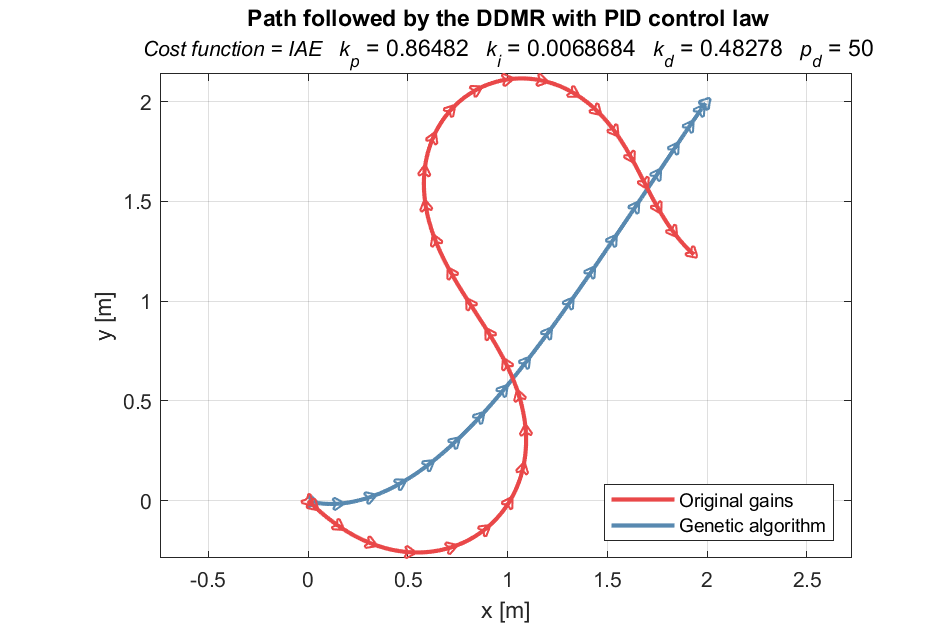 Path followed by the DDMR with PID control law
Cost function = IAE k_p = 0.86482 k_i = 0.0068684 k_d = 0.48278 p_d = 50
2
1.5
1
0.5
0
y [m]
-0.5 0 0.5 1 1.5 2 2.5
x [m]
Original gains
Genetic algorithm